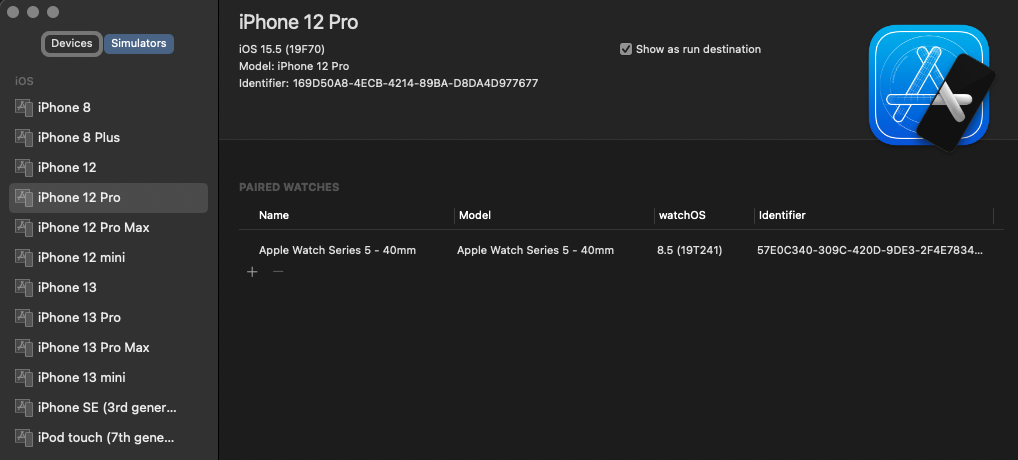 Devices Simulators
iOS
iPhone 8
iPhone 8 Plus
iPhone 12
iPhone 12 Pro
iPhone 12 Pro Max
iPhone 12 mini
iPhone 13
iPhone 13 Pro
iPhone 13 Pro Max
iPhone 13 mini
iPhone SE (3rd gener...
iPod touch (7th gene...
iPhone 12 Pro
iOS 15.5 (19F70)
Model: iPhone 12 Pro
Identifier: 169D50A8-4ECB-4214-89BA-D8DA4D977677
Show as run destination
PAIRED WATCHES
Name Model watchOS Identifier
Apple Watch Series 5 - 40mm Apple Watch Series 5 - 40mm 8.5 (19T241) 57E0C340-309C-420D-9DE3-2F4E7834...